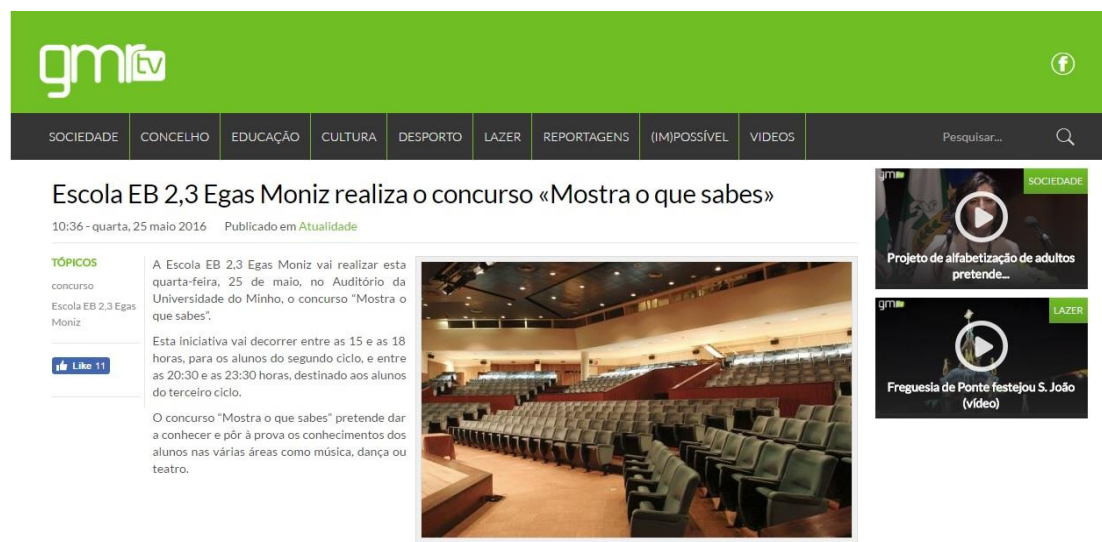 gmrtv
SOCIEDADE CONCELHO EDUCAÇÃO CULTURA DESPORTO LAZER REPORTAGENS (IM)POSSÍVEL VIDEOS Pesquisar...
Escola EB 2,3 Egas Moniz realiza o concurso «Mostra o que sabes»
10:36 - quarta, 25 maio 2016 Publicado em Atualidade
TÓPICOS
concurso
Escola EB 2,3 Egas
Moniz
Like 11
A Escola EB 2,3 Egas Moniz vai realizar esta
quarta-feira, 25 de maio, no Auditório da
Universidade do Minho, o concurso "Mostra o
que sabes".
Esta iniciativa vai decorrer entre as 15 e as 18
horas, para os alunos do segundo ciclo, e entre
as 20:30 e as 23:30 horas, destinado aos alunos
do terceiro ciclo.
O concurso "Mostra o que sabes" pretende dar
a conhecer e pôr à prova os conhecimentos dos
alunos nas várias áreas como música, dança ou
teatro.
gmrtv
SOCIEDADE
Projeto de alfabetização de adultos
pretende...
gmrtv
LAZER
Freguesia de Ponte festejou S. João
(vídeo)